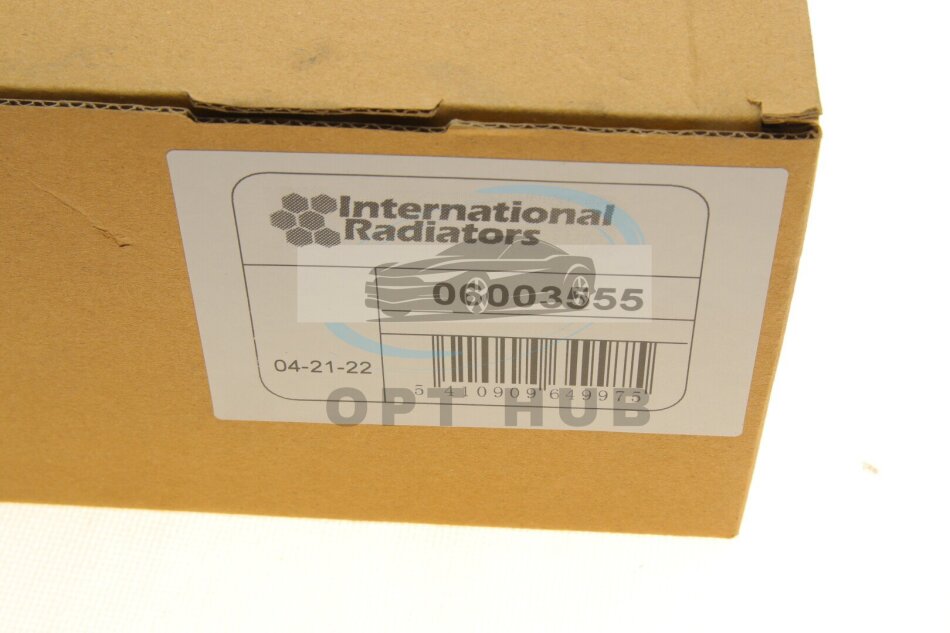 International
Radiators
06003555
04-21-22
5 410909 649975
OPT HUB